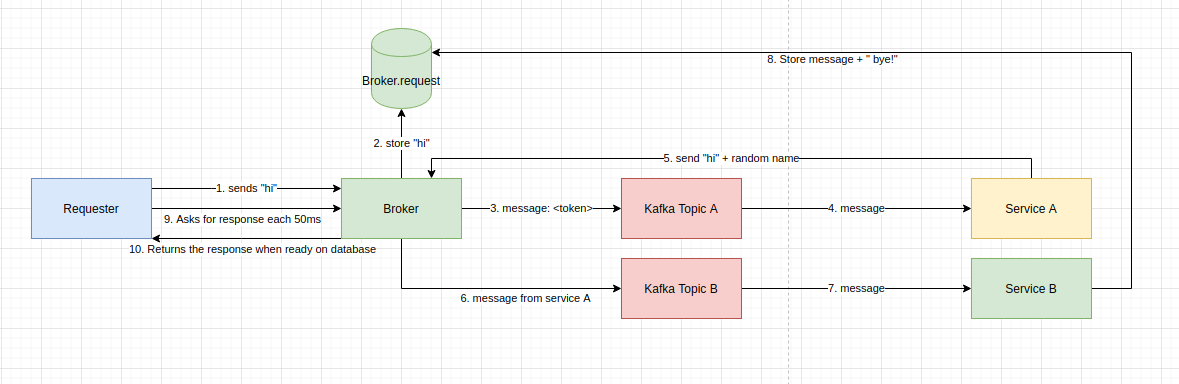 8. Store message + " bye!"
Broker.request
2. store "hi"
5. send "hi" + random name
1. sends "hi"
Requester
Broker
3. message: <token>
Kafka Topic A
4. message
Service A
9. Asks for response each 50ms
10. Returns the response when ready on database
6. message from service A
Kafka Topic B
7. message
Service B